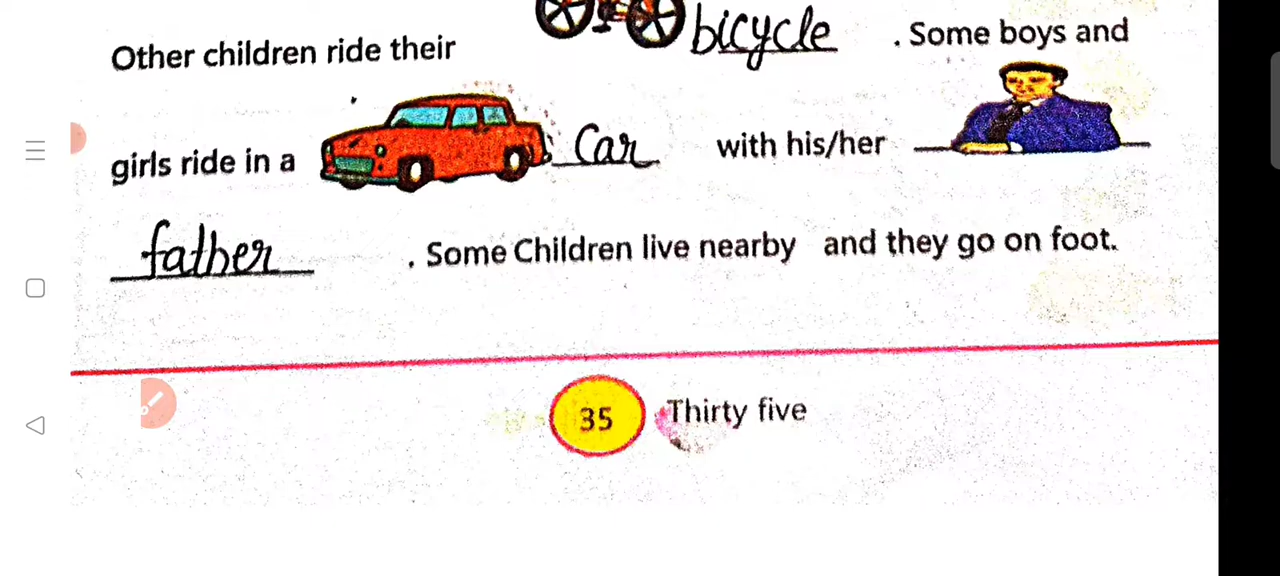 Other children ride their bicycle . Some boys and
girls ride in a Car with his/her
father . Some Children live nearby and they go on foot.
35 Thirty five